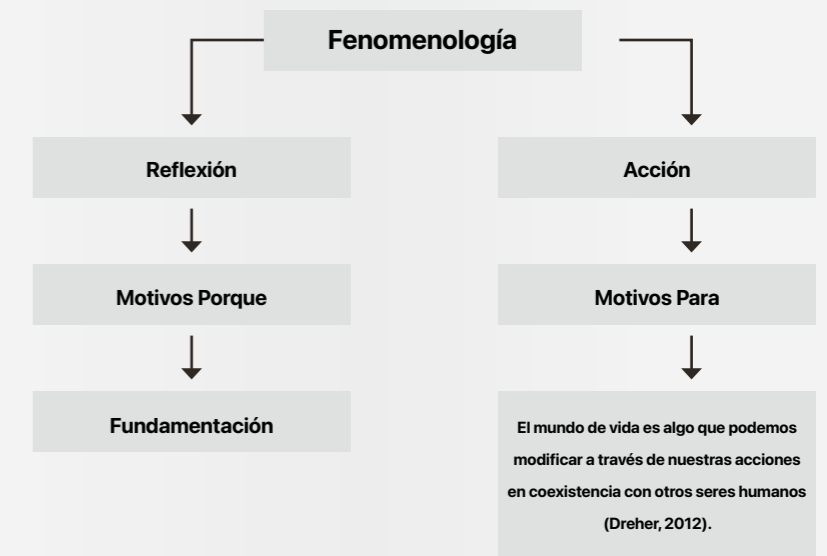 Fenomenología
Reflexión
Acción
Motivos Porque
Motivos Para
Fundamentación
El mundo de vida es algo que podemos
modificar a través de nuestras acciones
en coexistencia con otros seres humanos
(Dreher, 2012).